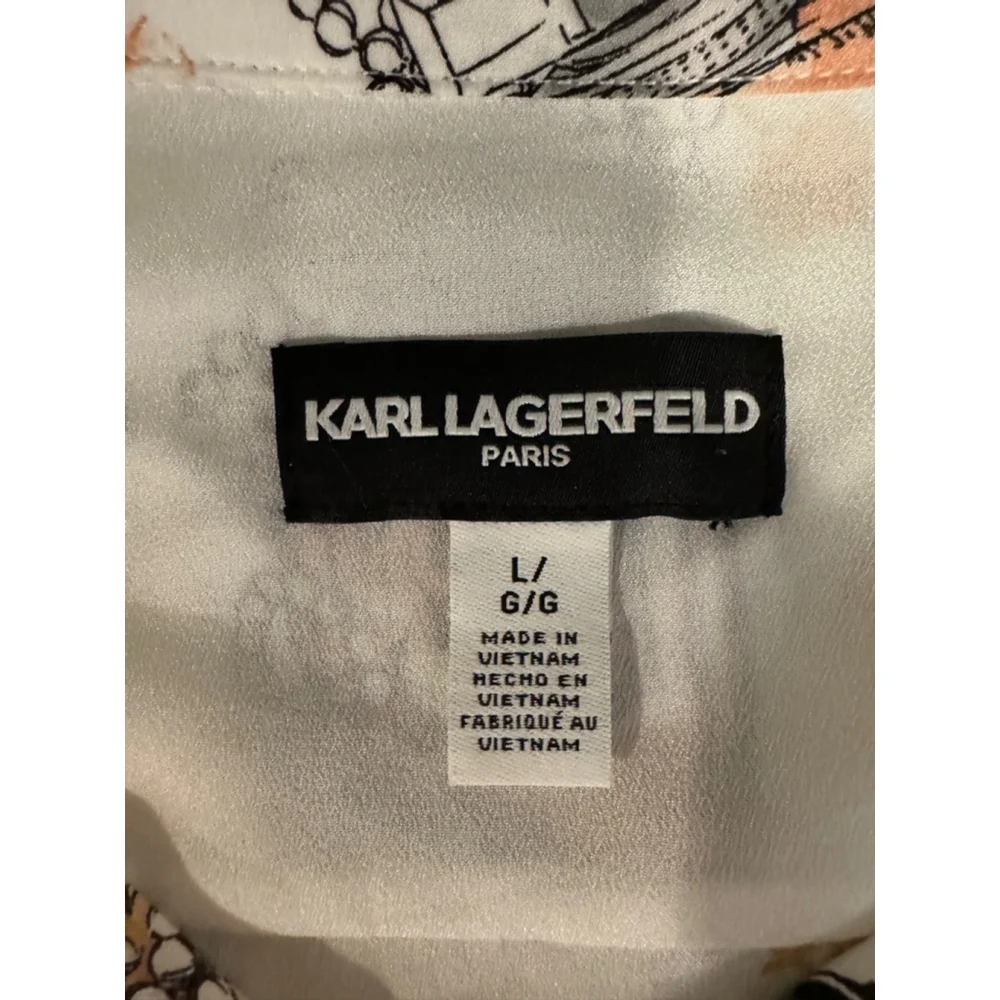 KARL LAGERFELD
PARIS
L/
G/G
MADE IN
VIETNAM
HECHO EN
VIETNAM
FABRIQUÉ AU
VIETNAM